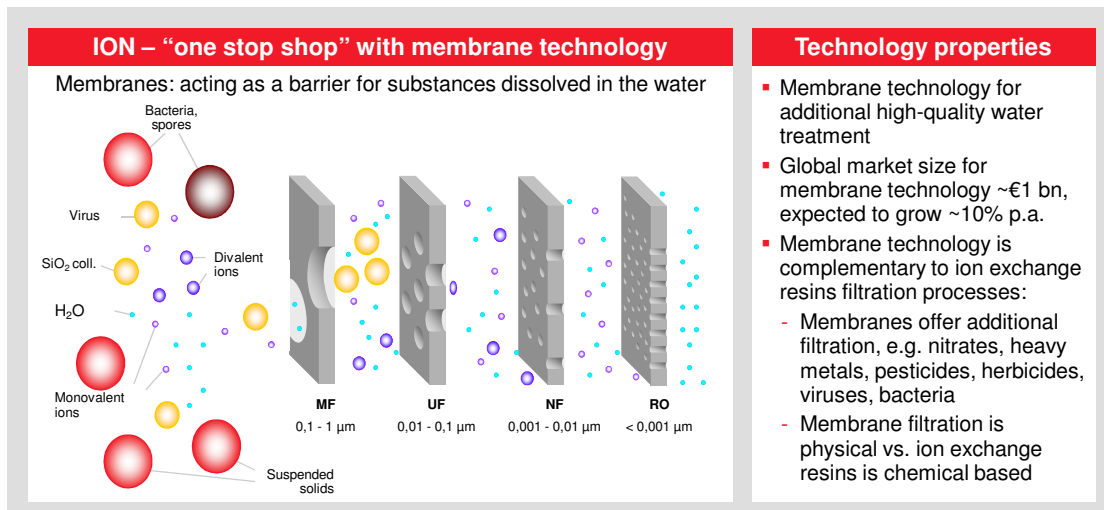 ION – “one stop shop” with membrane technology
Membranes: acting as a barrier for substances dissolved in the water
Bacteria,
spores
Virus
SiO₂ coll.
Divalent
ions
H₂O
Monovalent
ions
Suspended
solids
MF
0,1 - 1 µm
UF
0,01 - 0,1 µm
NF
0,001 - 0,01 µm
RO
< 0,001 µm
Technology properties
▪ Membrane technology for
additional high-quality water
treatment
▪ Global market size for
membrane technology ~€1 bn,
expected to grow ~10% p.a.
▪ Membrane technology is
complementary to ion exchange
resins filtration processes:
- Membranes offer additional
filtration, e.g. nitrates, heavy
metals, pesticides, herbicides,
viruses, bacteria
- Membrane filtration is
physical vs. ion exchange
resins is chemical based